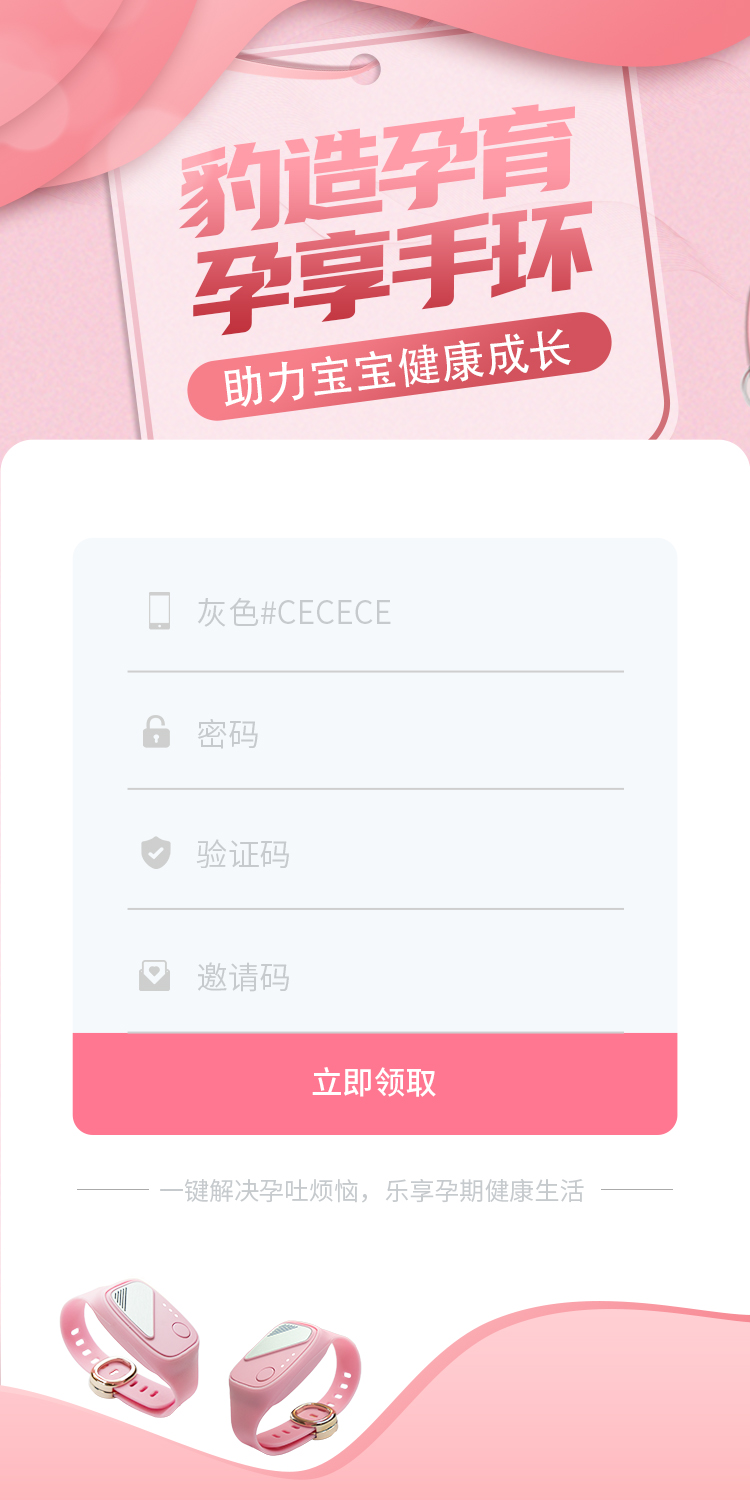 豹造孕育
孕享手环
助力宝宝健康成长
灰色#CECECE
密码
验证码
邀请码
立即领取
一键解决孕吐烦恼，乐享孕期健康生活